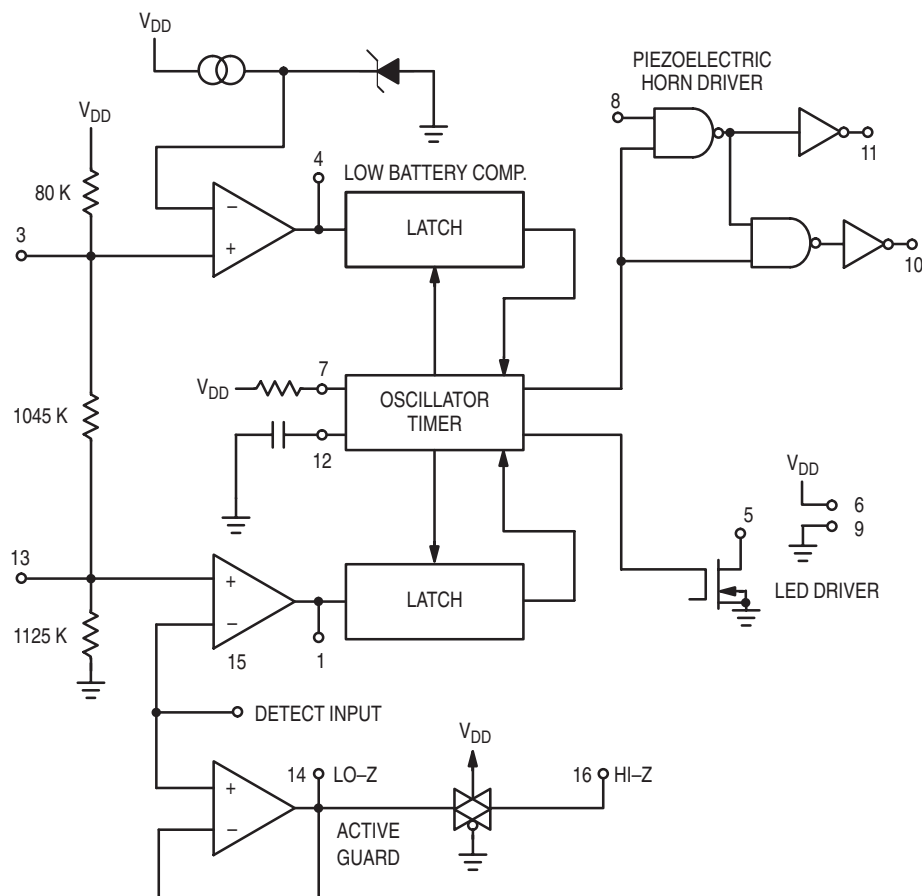 V_DD
V_DD
80 K
3
4
LOW BATTERY COMP.
LATCH
−
+
PIEZOELECTRIC
HORN DRIVER
8
11
10
1045 K
V_DD
7
OSCILLATOR
TIMER
12
V_DD
6
9
5
LED DRIVER
13
1125 K
+
−
15
1
LATCH
DETECT INPUT
+
−
14 LO–Z
ACTIVE
GUARD
V_DD
16 HI–Z